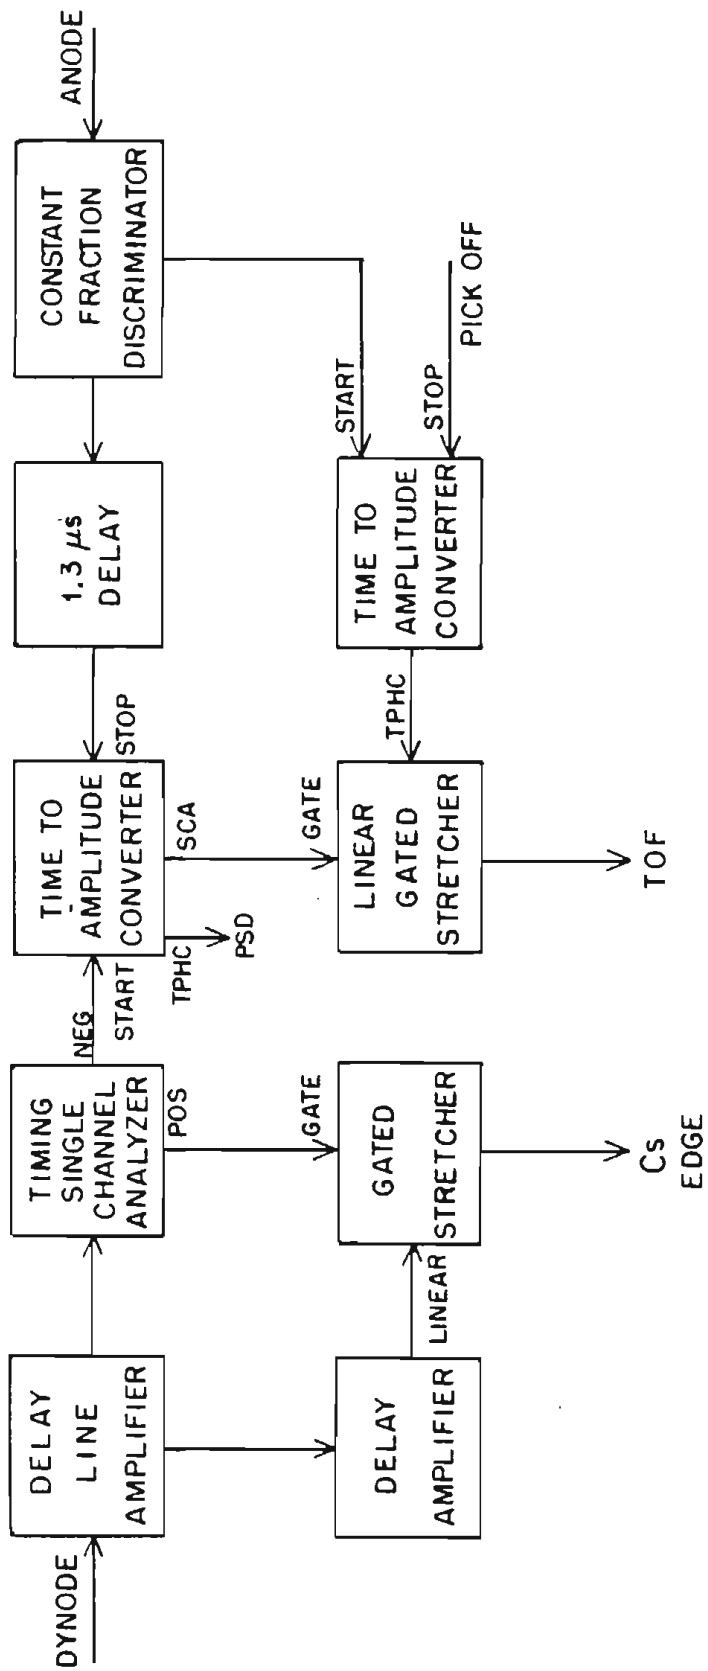 DYNODE
DELAY
LINE
AMPLIFIER
TIMING
SINGLE
CHANNEL
ANALYZER
NEG
START
POS
TIME TO
AMPLITUDE
CONVERTER
STOP
TPHC
PSD
SCA
1.3 μs
DELAY
CONSTANT
FRACTION
DISCRIMINATOR
ANODE
DELAY
AMPLIFIER
LINEAR
GATE
GATED
STRETCHER
Cs
EDGE
GATE
LINEAR
GATED
STRETCHER
TOF
TPHC
TIME TO
AMPLITUDE
CONVERTER
START
STOP
PICK OFF